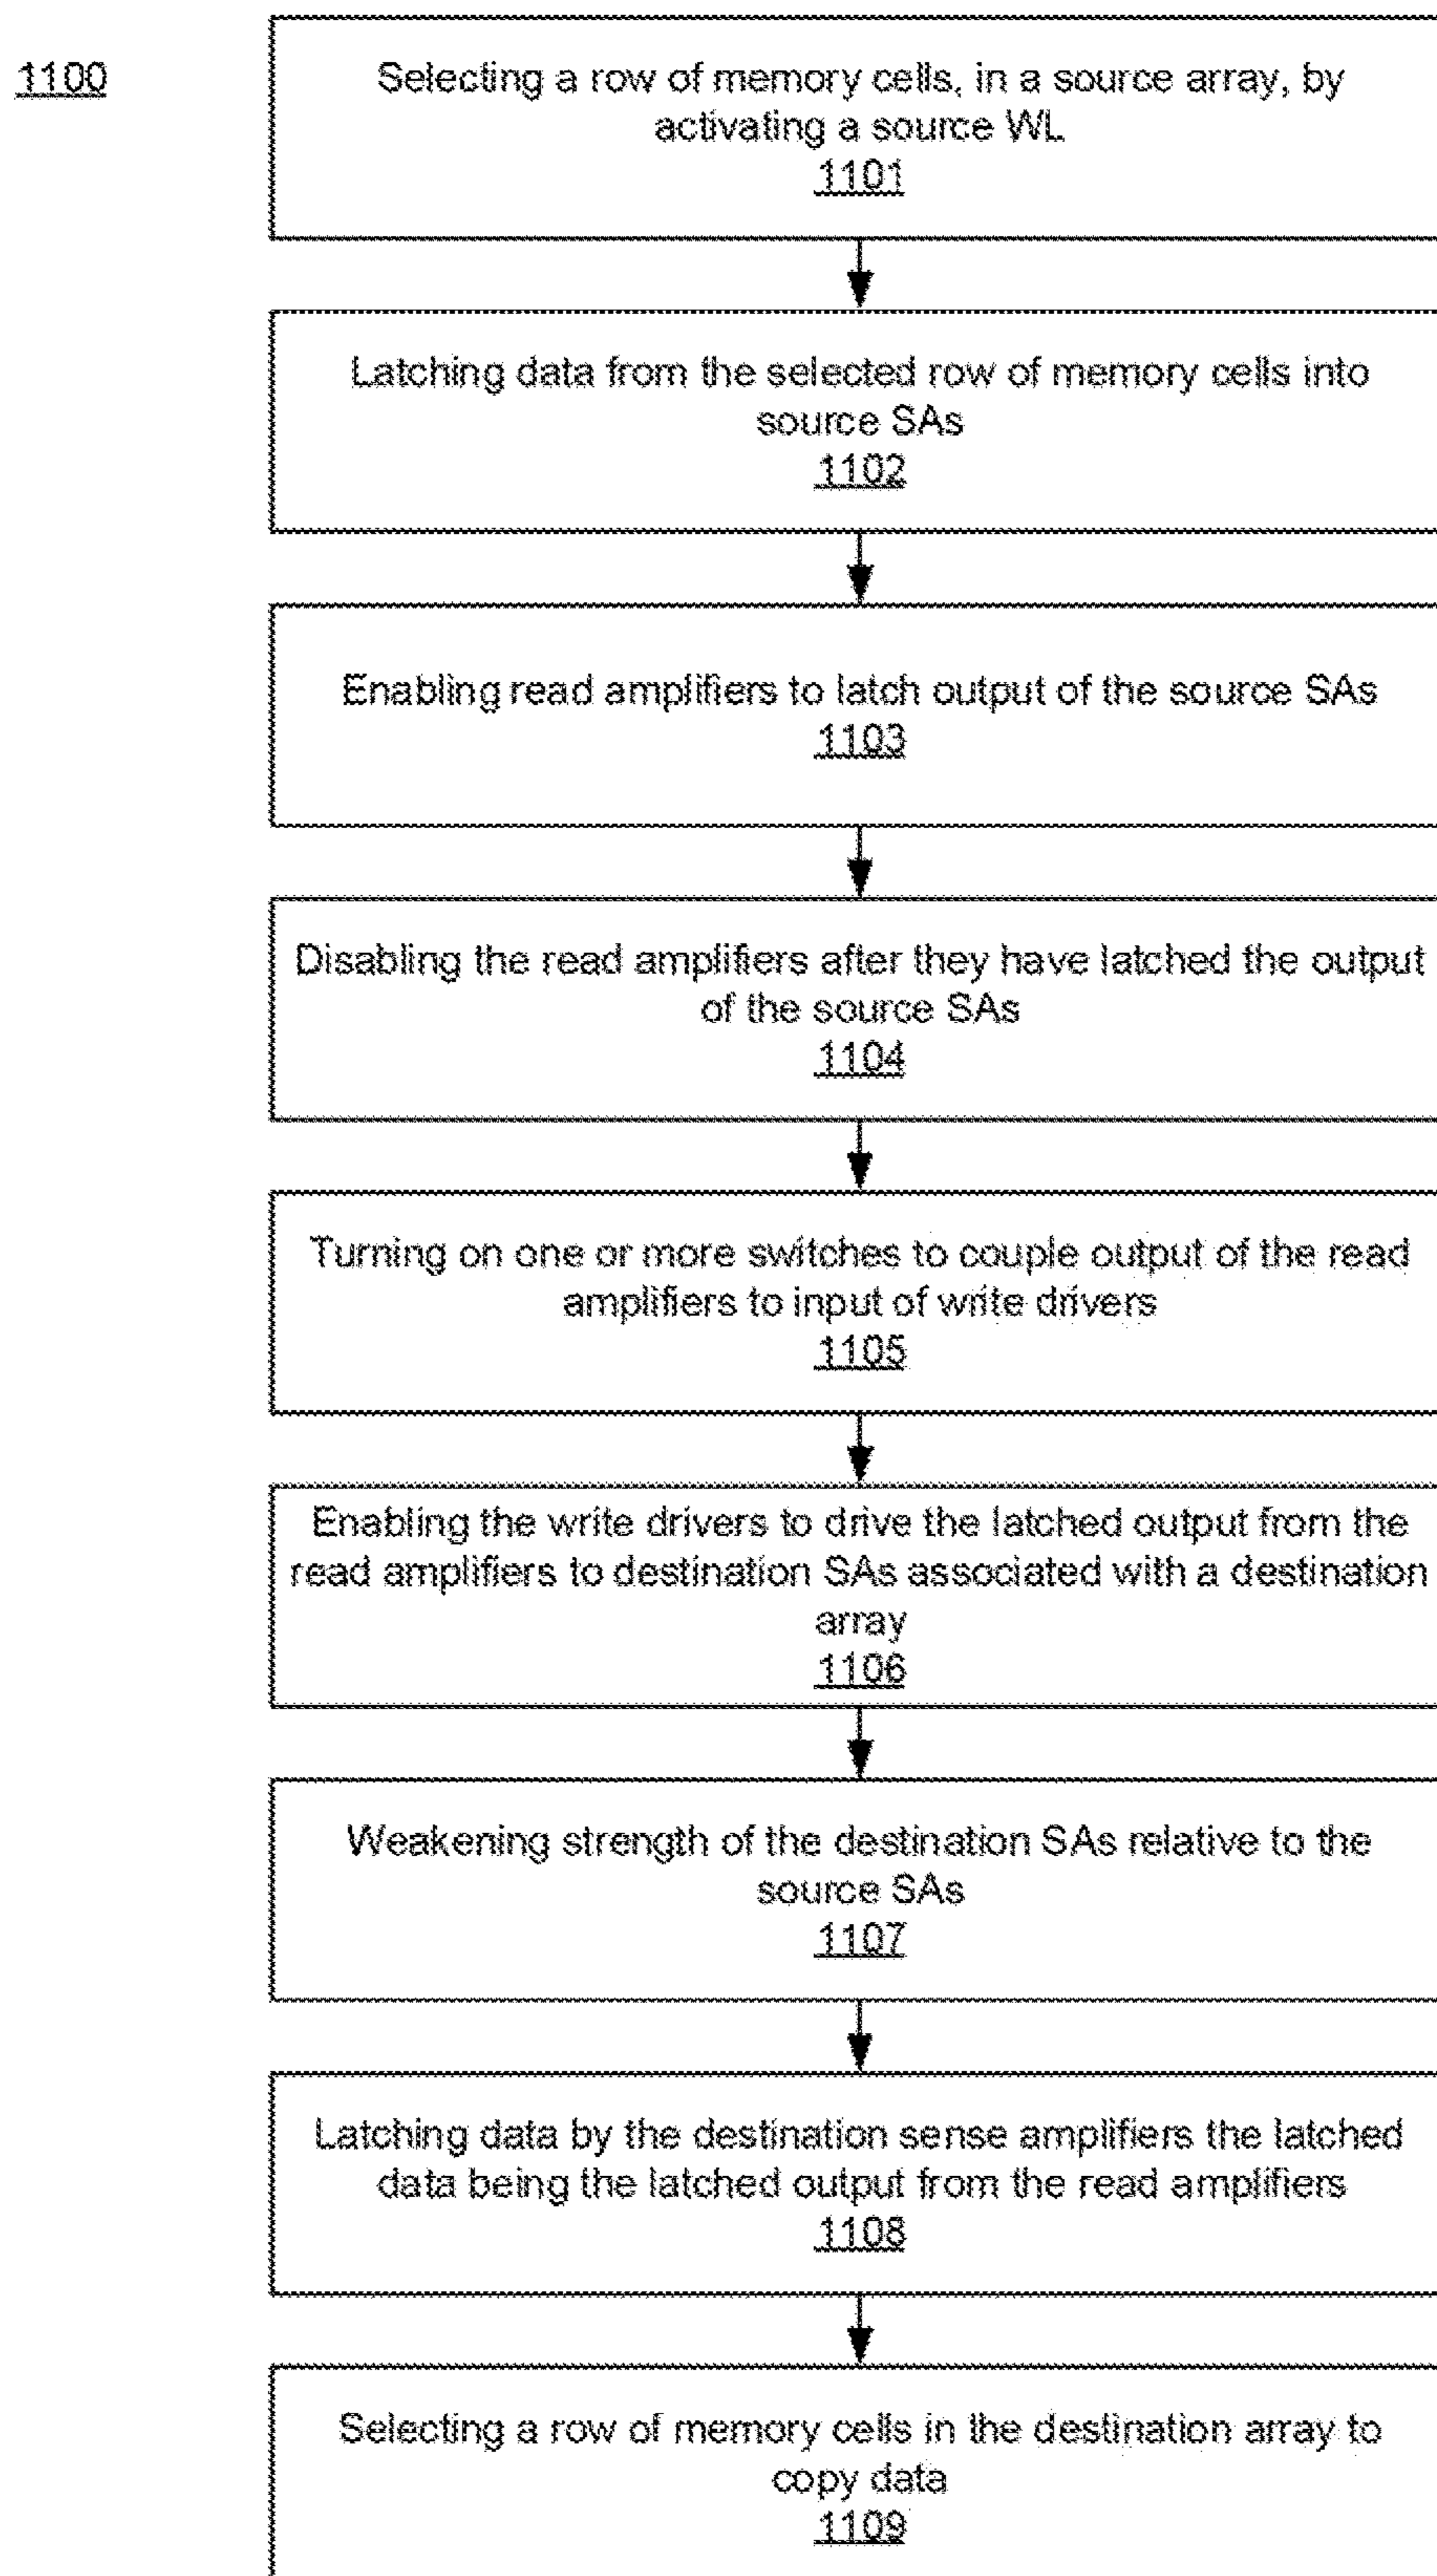 1100
Selecting a row of memory cells, in a source array, by
activating a source WL
1101
Latching data from the selected row of memory cells into
source SAs
1102
Enabling read amplifiers to latch output of the source SAs
1103
Disabling the read amplifiers after they have latched the output
of the source SAs
1104
Turning on one or more switches to couple output of the read
amplifiers to input of write drivers
1105
Enabling the write drivers to drive the latched output from the
read amplifiers to destination SAs associated with a destination
array
1106
Weakening strength of the destination SAs relative to the
source SAs
1107
Latching data by the destination sense amplifiers the latched
data being the latched output from the read amplifiers
1108
Selecting a row of memory cells in the destination array to
copy data
1109